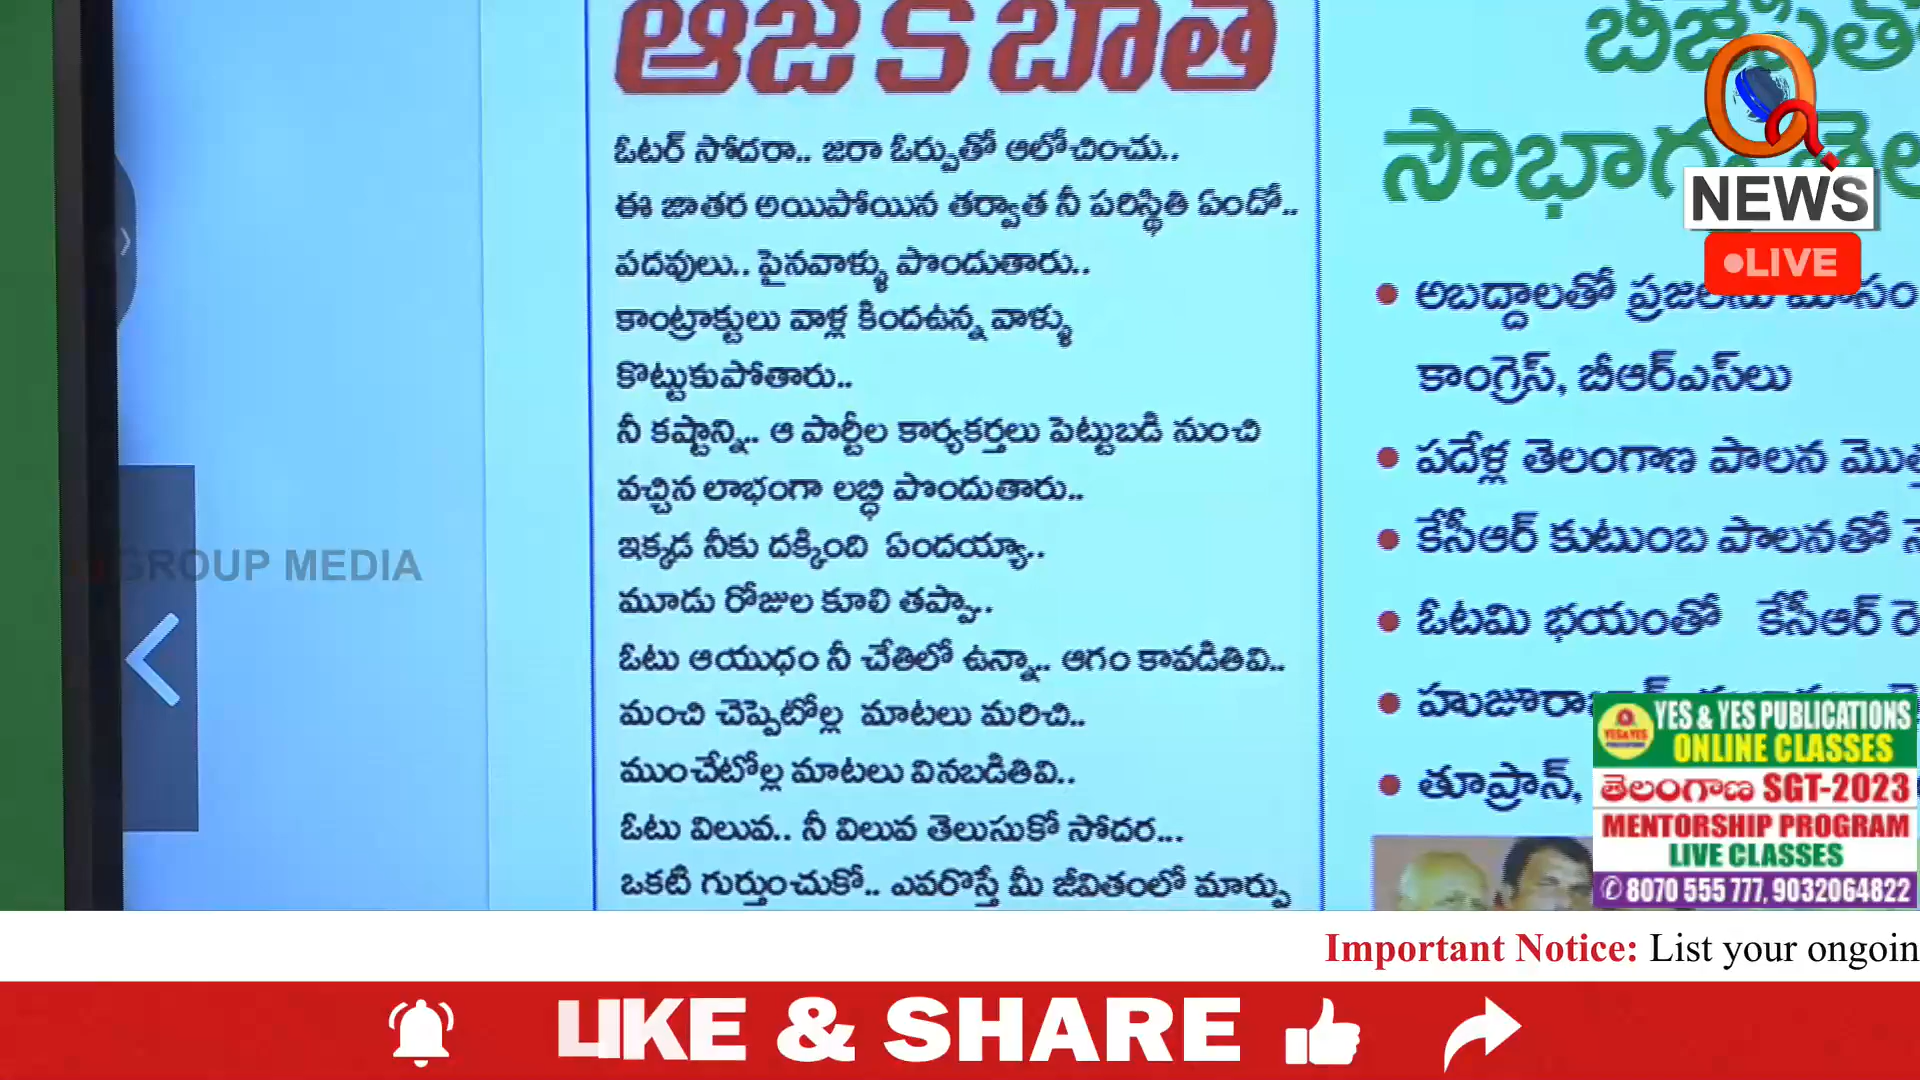 ఆజ్ కీ బాత్
ఓటర్ సోదరా.. జరా ఓర్పుతో ఆలోచించు..
ఈ జాతర అయిపోయిన తర్వాత నీ పరిస్థితి ఏందో..
పదవులు.. పైనవాళ్ళు పొందుతారు..
కాంట్రాక్టులు వాళ్ల కిందఉన్న వాళ్ళు
కొట్టుకుపోతారు..
నీ కష్టాన్ని.. ఆ పార్టీల కార్యకర్తలు పెట్టుబడి నుంచి
వచ్చిన లాభంగా లబ్ధి పొందుతారు..
ఇక్కడ నీకు దక్కింది ఏందయ్యా..
మూడు రోజుల కూలి తప్పా..
ఓటు ఆయుధం నీ చేతిలో ఉన్నా.. ఆగం కావడితివి..
మంచి చెప్పెటోల్ల మాటలు మరిచి..
ముంచేటోల్ల మాటలు వినబడితివి..
ఓటు విలువ.. నీ విలువ తెలుసుకో సోదర...
ఒకటి గుర్తుంచుకో.. ఎవరొస్తే మీ జీవితంలో మార్పు
• అబద్దాలతో ప్రజలను మోసం
కాంగ్రెస్, బీఆర్ఎస్‌లు
• పదేళ్ల తెలంగాణ పాలన
• కేసీఆర్ కుటుంబ పాలనతో
• ఓటమి భయంతో కేసీఆర్
• తూప్రాన్,
Q
NEWS
LIVE
GROUP MEDIA
YES & YES PUBLICATIONS
ONLINE CLASSES
తెలంగాణ SGT-2023
MENTORSHIP PROGRAM
LIVE CLASSES
8070 555 777, 9032064822
Important Notice: List your ongoin
LIKE & SHARE